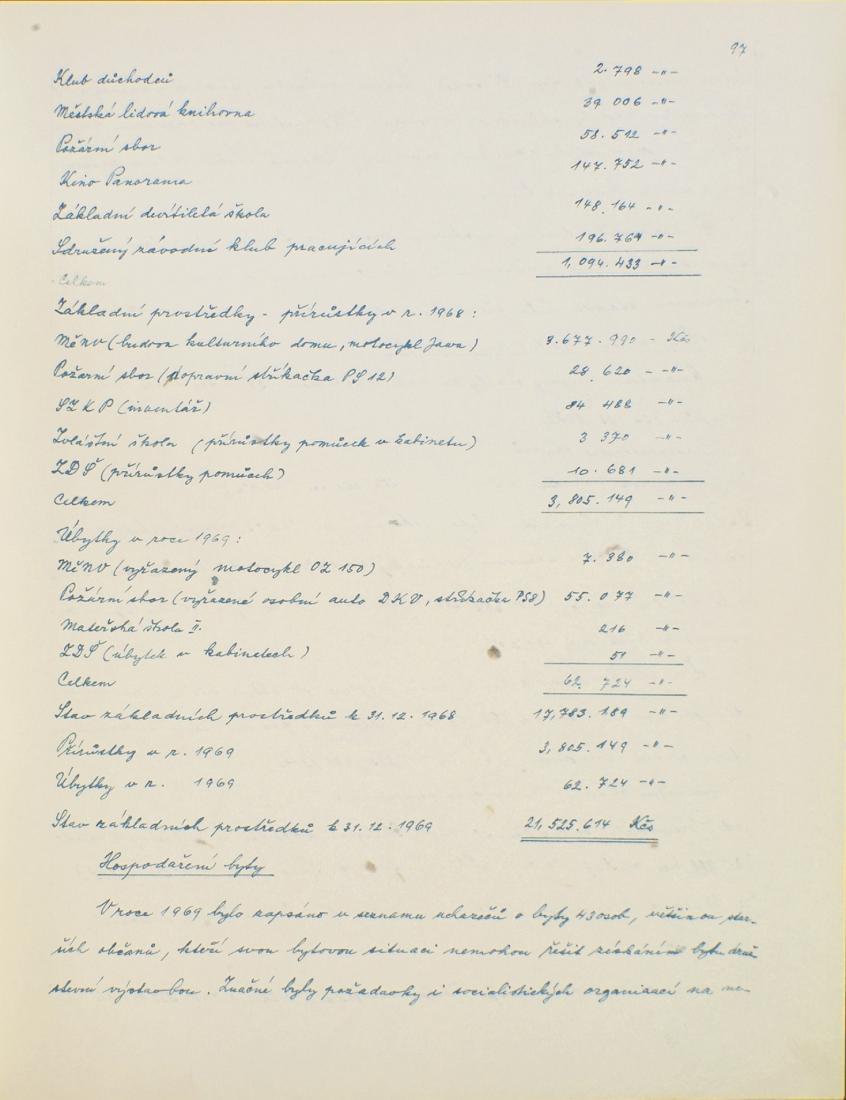 97
Klub důchodců 2.798 -"-
Městská lidová knihovna 39 006 -"-
Požární sbor 58.512 -"-
Kino Panorama 147.752 -"-
Základní devítiletá škola 148.164 -"-
Sdružený závodní klub pracujících 196.764 -"-
Celkem 1,094.433 -"-
Základní prostředky - přírůstky v r. 1968:
MěNV (budova kulturního domu, motocykl Jawa) 3.677.990 - Kčs
Požární sbor (dopravní stříkačka PS 12) 28.620 - -"-
SZKP (inventář) 84 488 -"-
Zvláštní škola (přírůstky pomůcek v kabinetu) 3 370 -"-
ZDŠ (přírůstky pomůcek) 10.681 -"-
Celkem 3,805.149 -"-
Úbytky v roce 1969:
MěNV (vyřazený motocykl OZ 150) 7.380 -"-
Požární sbor (vyřazené osobní auto DKV, stříkačka PS8) 55.077 -"-
Mateřská škola II. 216 -"-
ZDŠ (úbytek v kabinetech) 51 -"-
Celkem 62.724 -"-
Stav základních prostředků k 31.12.1968 17,783.189 -"-
Přírůstky v r. 1969 3,805.149 -"-
Úbytky v r. 1969 62.724 -"-
Stav základních prostředků k 31.12.1969 21,525.614 Kčs
Hospodaření byty
V roce 1969 bylo zapsáno v seznamu uchazečů o byty 43 osob, většinou star-
ších občanů, kteří svou bytovou situaci nemohou řešit získáním bytu druž
stevní výstavbou. Značné byly požadavky i socialistických organizací na ne-